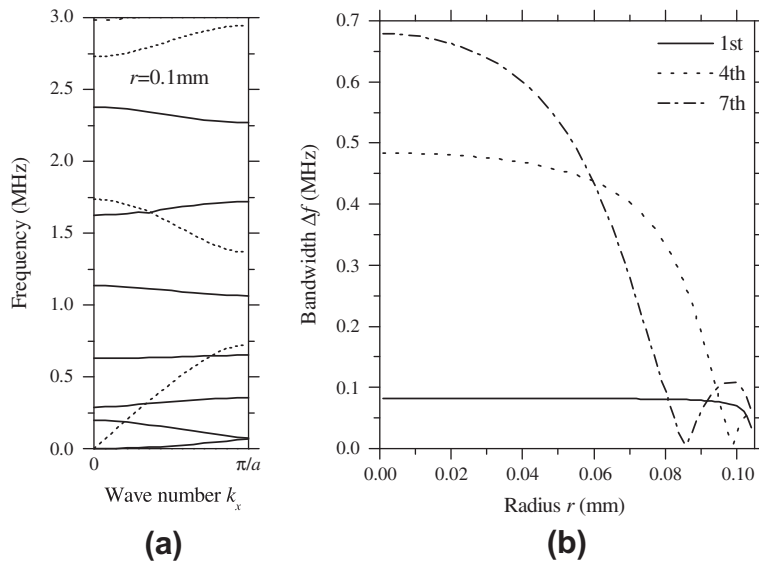 3.0
2.5
2.0
1.5
1.0
0.5
0.0
Frequency (MHz)
r=0.1mm
0
π/a
Wave number kₓ
(a)
0.7
0.6
0.5
0.4
0.3
0.2
0.1
0.0
Bandwidth Δf (MHz)
1st
4th
7th
0.00
0.02
0.04
0.06
0.08
0.10
Radius r (mm)
(b)